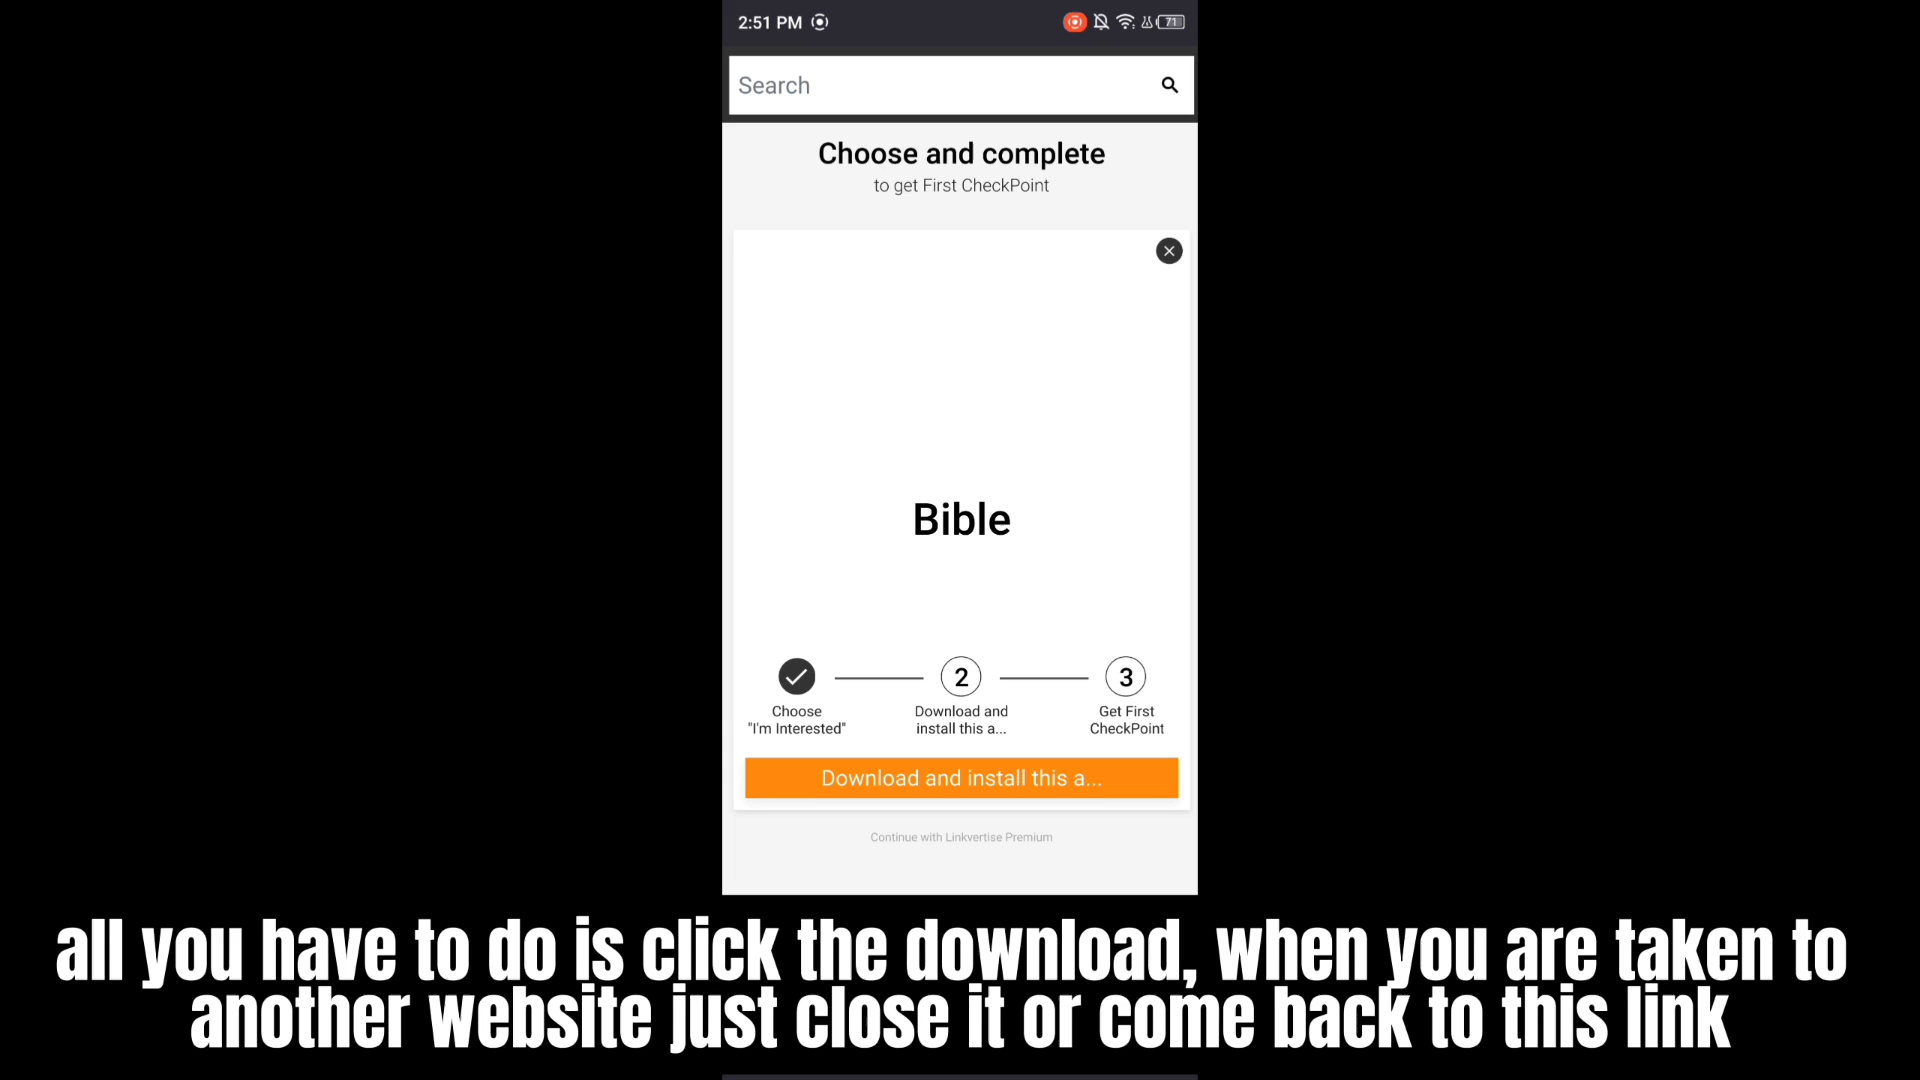 2:51 PM
71
Search
Choose and complete
to get First CheckPoint
Bible
2
3
Choose
"I'm Interested"
Download and
install this a...
Get First
CheckPoint
Download and install this a...
Continue with Linkvertise Premium
all you have to do is click the download, when you are taken to
another website just close it or come back to this link